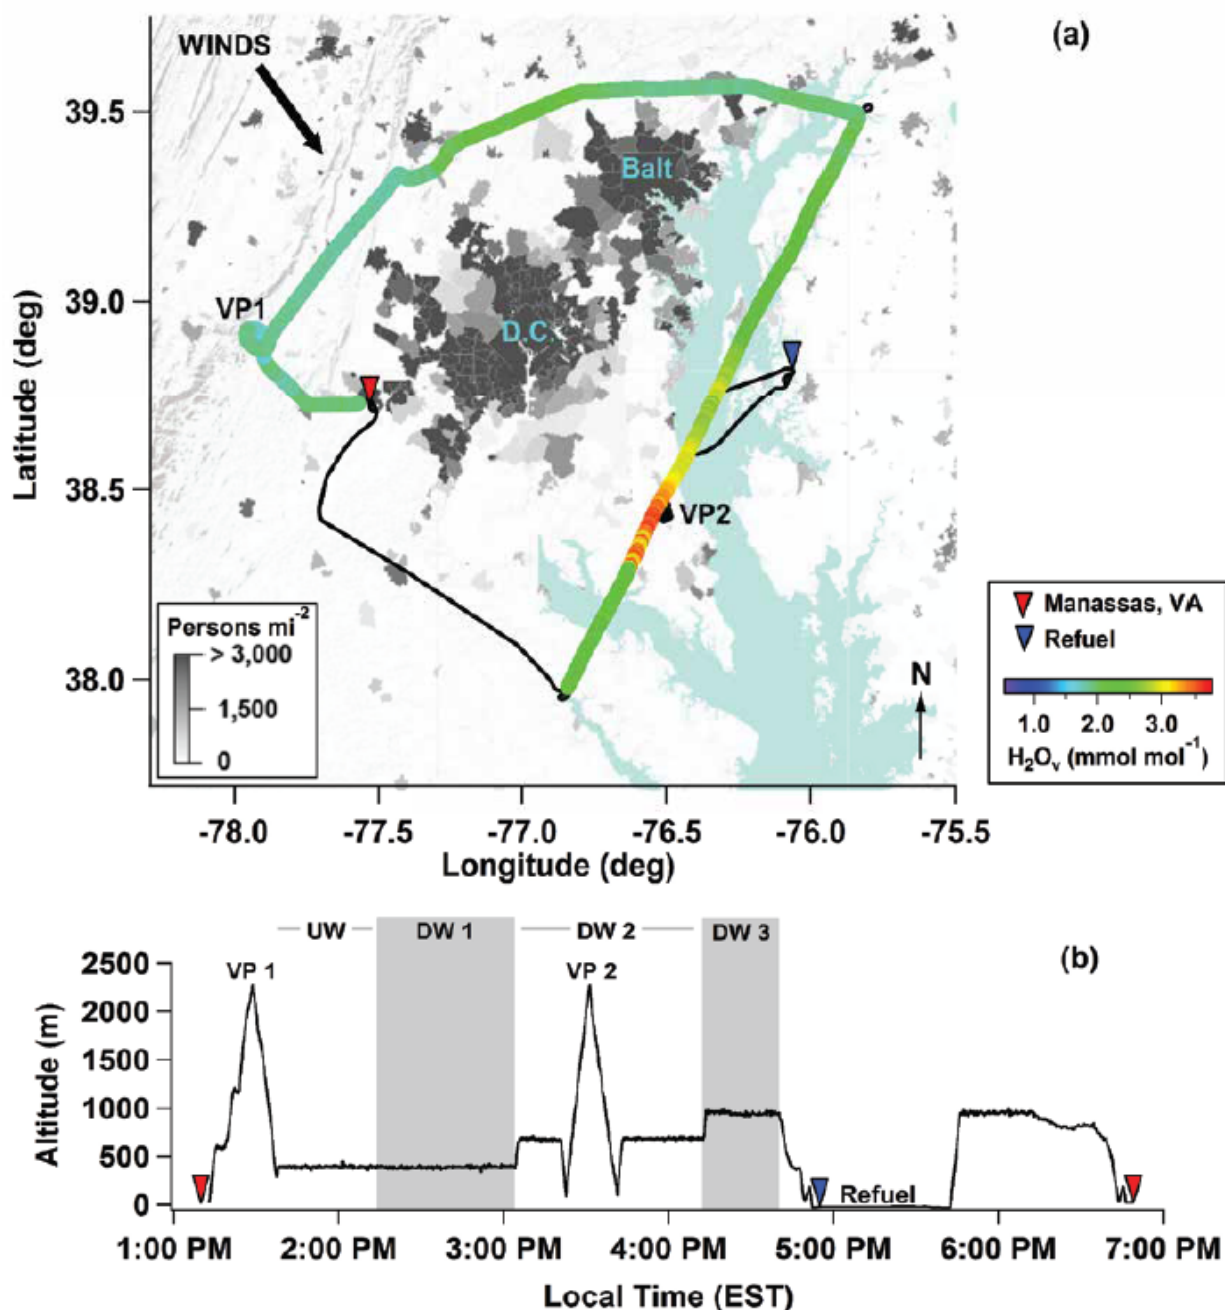 (a)
WINDS
39.5
39.0
38.5
38.0
Latitude (deg)
Balt
D.C.
VP1
VP2
Persons mi-2
> 3,000
1,500
0
N
Manassas, VA
Refuel
1.0 2.0 3.0
H2Ov (mmol mol-1)
-78.0 -77.5 -77.0 -76.5 -76.0 -75.5
Longitude (deg)
UW DW 1 DW 2 DW 3
(b)
VP 1 VP 2
2500
2000
1500
1000
500
0
Altitude (m)
Refuel
1:00 PM 2:00 PM 3:00 PM 4:00 PM 5:00 PM 6:00 PM 7:00 PM
Local Time (EST)